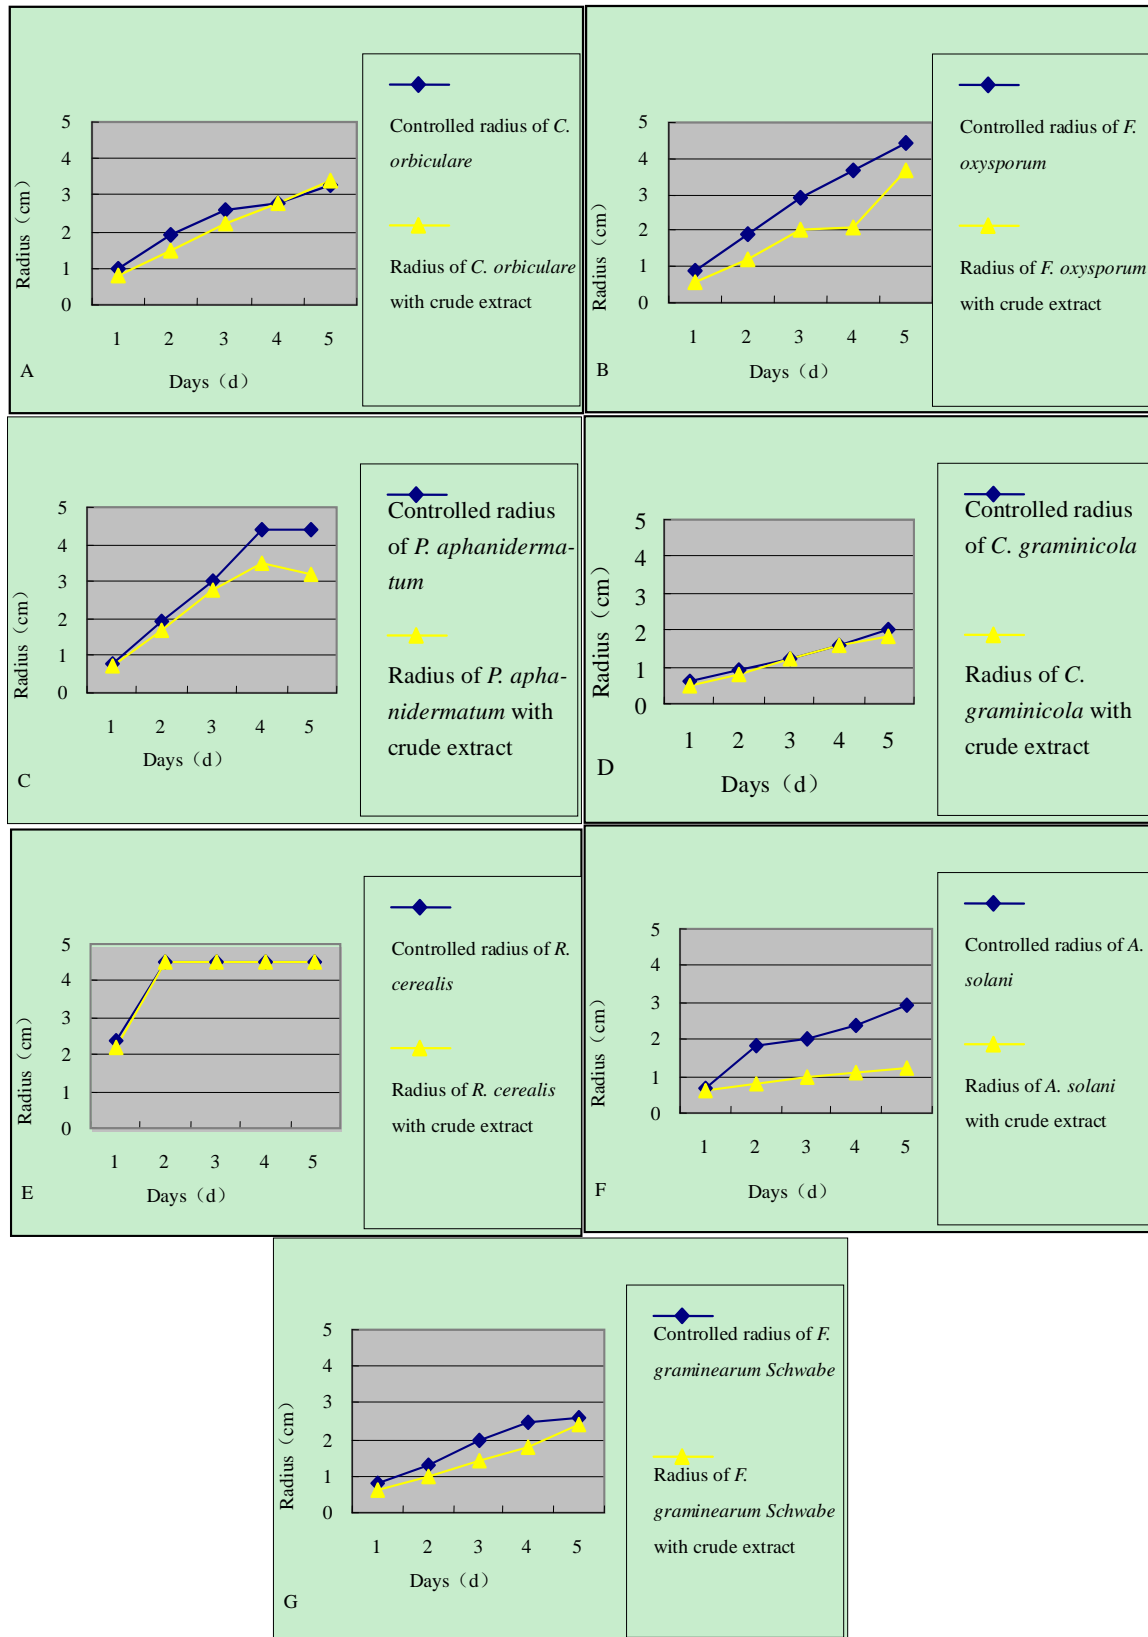 5
4
3
2
1
0
Radius（cm）
1 2 3 4 5
Days（d）
A
Controlled radius of C.
orbiculare
Radius of C. orbiculare
with crude extract
5
4
3
2
1
0
Radius（cm）
1 2 3 4 5
Days（d）
B
Controlled radius of F.
oxysporum
Radius of F. oxysporum
with crude extract
5
4
3
2
1
0
Radius（cm）
1 2 3 4 5
Days（d）
C
Controlled radius
of P. aphaniderma-
tum
Radius of P. apha-
nidermatum with
crude extract
5
4
3
2
1
0
Radius（cm）
1 2 3 4 5
Days（d）
D
Controlled radius
of C. graminicola
Radius of C.
graminicola with
crude extract
5
4
3
2
1
0
Radius（cm）
1 2 3 4 5
Days（d）
E
Controlled radius of R.
cerealis
Radius of R. cerealis
with crude extract
5
4
3
2
1
0
Radius（cm）
1 2 3 4 5
Days（d）
F
Controlled radius of A.
solani
Radius of A. solani
with crude extract
5
4
3
2
1
0
Radius（cm）
1 2 3 4 5
Days（d）
G
Controlled radius of F.
graminearum Schwabe
Radius of F.
graminearum Schwabe
with crude extract